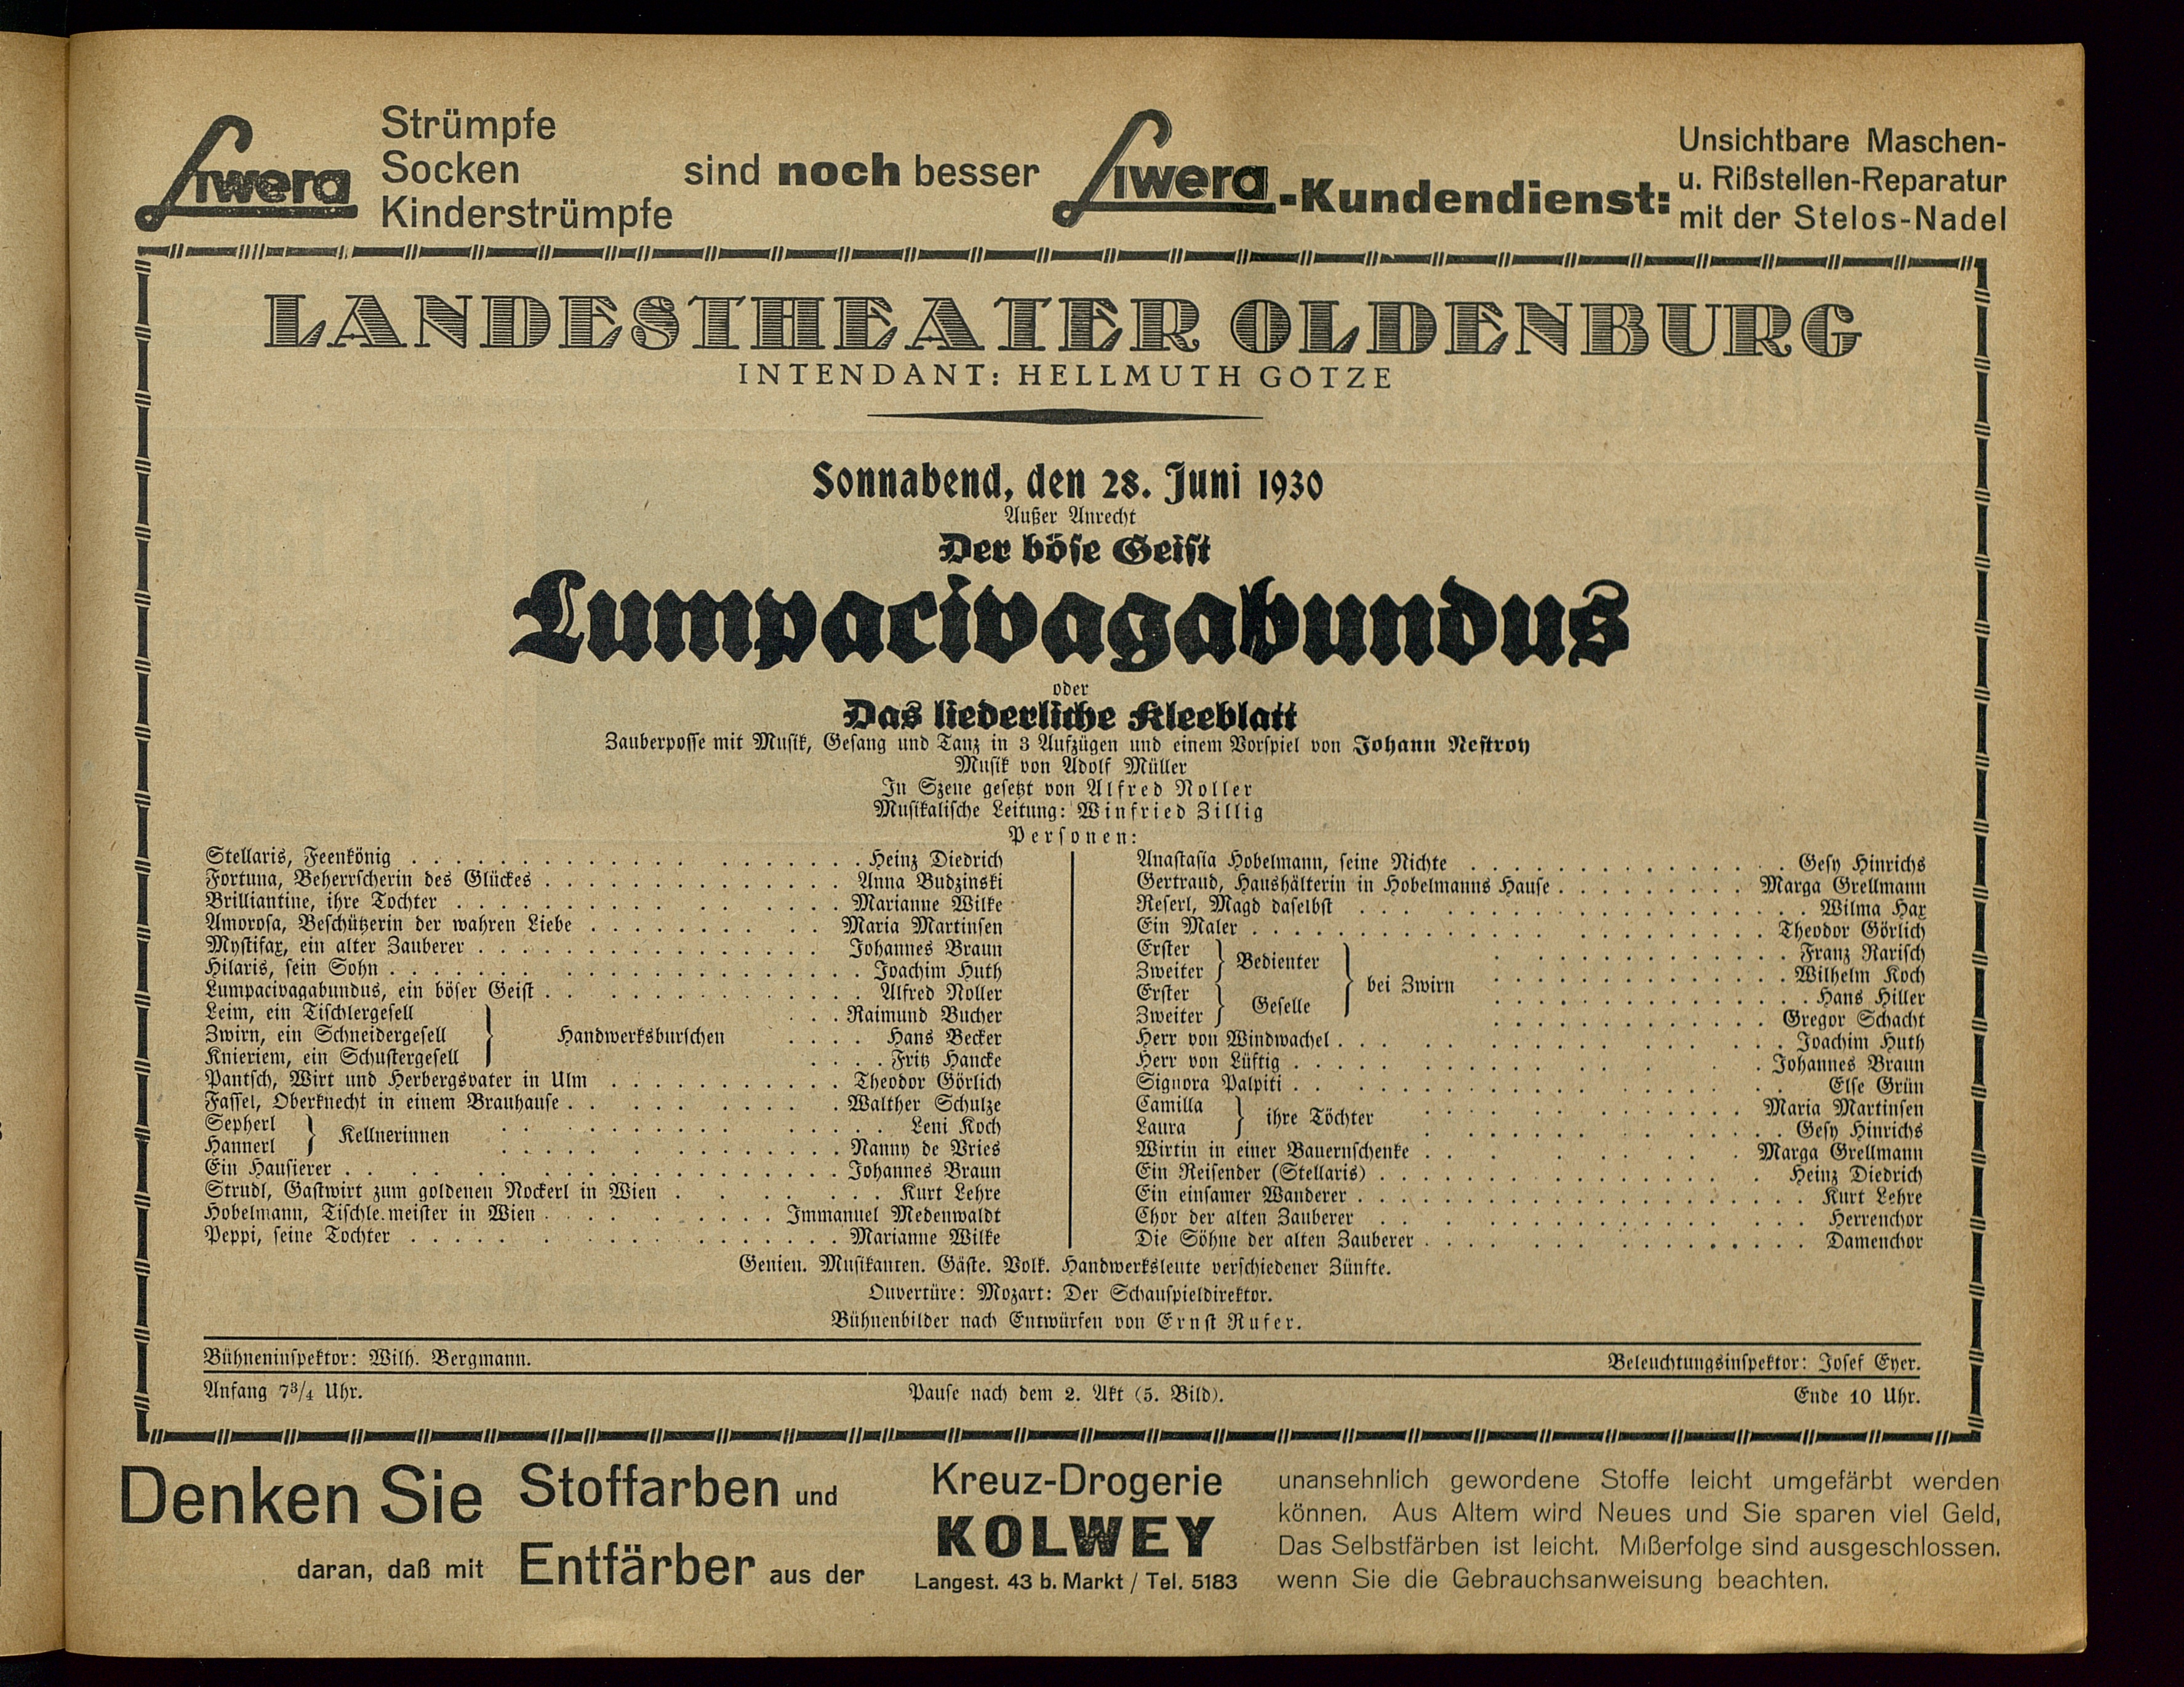 Liwera Strümpfe Socken Kinderstrümpfe sind noch besser Liwera-Kundendienst: Unsichtbare Maschen-
u. Rißstellen-Reparatur
mit der Stelos-Nadel
LANDESTHEATER OLDENBURG
INTENDANT: HELLMUTH GÖTZE
Sonnabend, den 28. Juni 1930
Außer Anrecht
Der böse Geist
Lumpacivagabundus
oder
Das liederliche Kleeblatt
Zauberposse mit Musik, Gesang und Tanz in 3 Aufzügen und einem Vorspiel von Johann Nestroy
Musik von Adolf Müller
In Szene gesetzt von Alfred Noller
Musikalische Leitung: Winfried Zillig
Personen:
Stellaris, Feenkönig . . . Heinz Diedrich
Fortuna, Beherrscherin des Glückes . . . Anna Budzinski
Brilliantine, ihre Tochter . . . Marianne Wilke
Amorosa, Beschützerin der wahren Liebe . . . Maria Martinsen
Mystifax, ein alter Zauberer . . . Johannes Braun
Hilaris, sein Sohn . . . Joachim Huth
Lumpacivagabundus, ein böser Geist . . . Alfred Noller
Leim, ein Tischlergesell . . . Raimund Bucher
Zwirn, ein Schneidergesell } Handwerksburschen . . . Hans Becker
Knieriem, ein Schustergesell . . . Fritz Hancke
Pantsch, Wirt und Herbergsvater in Ulm . . . Theodor Görlich
Fassel, Oberknecht in einem Brauhause . . . Walther Schulze
Sepherl } Kellnerinnen . . . Leni Koch
Hannerl . . . Nanny de Vries
Ein Hausierer . . . Johannes Braun
Strudl, Gastwirt zum goldenen Nockerl in Wien . . . Kurt Lehre
Hobelmann, Tischle.meister in Wien . . . Immanuel Medenwaldt
Peppi, seine Tochter . . . Marianne Wilke
Anastasia Hobelmann, seine Nichte . . . Gesy Hinrichs
Gertraud, Haushälterin in Hobelmanns Hause . . . Marga Grellmann
Reserl, Magd daselbst . . . Wilma Hax
Ein Maler . . . Theodor Görlich
Erster } Bedienter } bei Zwirn . . . Franz Rarisch
Zweiter . . . Wilhelm Koch
Erster } Geselle . . . Hans Hiller
Zweiter . . . Gregor Schacht
Herr von Windwachel . . . Joachim Huth
Herr von Lüftig . . . Johannes Braun
Signora Palpiti . . . Else Grün
Camilla } ihre Töchter . . . Maria Martinsen
Laura . . . Gesy Hinrichs
Wirtin in einer Bauernschenke . . . Marga Grellmann
Ein Reisender (Stellaris) . . . Heinz Diedrich
Ein einsamer Wanderer . . . Kurt Lehre
Chor der alten Zauberer . . . Herrenchor
Die Söhne der alten Zauberer . . . Damenchor
Genien. Musikanten. Gäste. Volk. Handwerksleute verschiedener Zünfte.
Ouvertüre: Mozart: Der Schauspieldirektor.
Bühnenbilder nach Entwürfen von Ernst Rufer.
Bühneninspektor: Wilh. Bergmann. Beleuchtungsinspektor: Josef Eyer.
Anfang 7 3/4 Uhr. Pause nach dem 2. Akt (5. Bild). Ende 10 Uhr.
Denken Sie
daran, daß mit
Stoffarben und
Entfärber aus der
Kreuz-Drogerie
KOLWEY
Langest. 43 b. Markt / Tel. 5183
unansehnlich gewordene Stoffe leicht umgefärbt werden
können. Aus Altem wird Neues und Sie sparen viel Geld,
Das Selbstfärben ist leicht. Mißerfolge sind ausgeschlossen.
wenn Sie die Gebrauchsanweisung beachten.